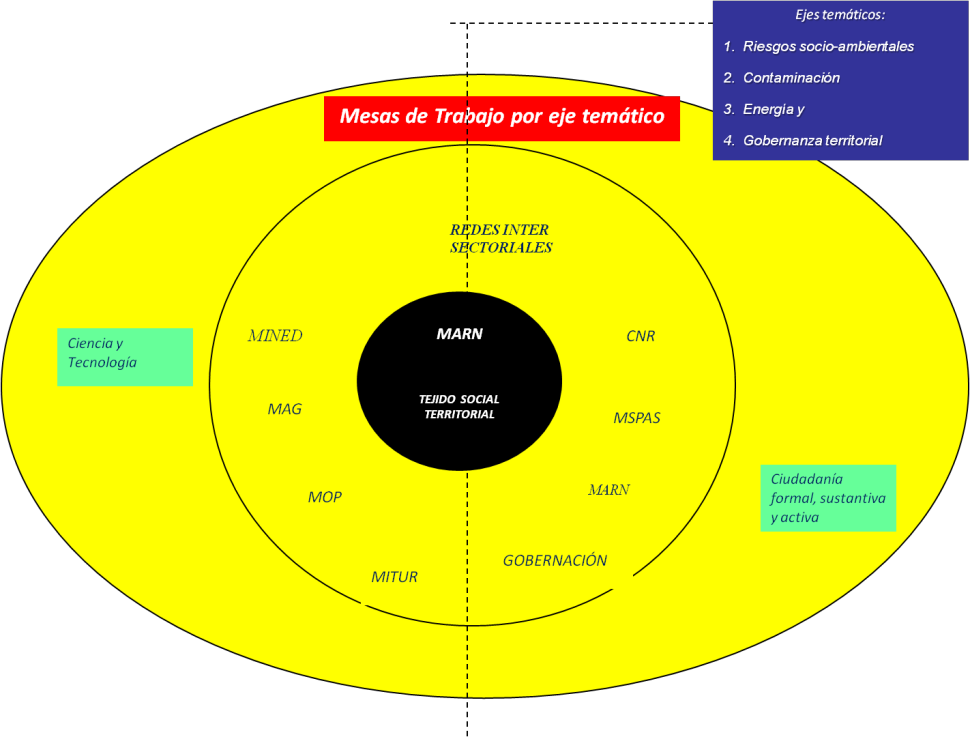 Ejes temáticos:
1. Riesgos socio-ambientales
2. Contaminación
3. Energia y
4. Gobernanza territorial
Mesas de Trabajo por eje temático
REDES INTER
SECTORIALES
MINED
MARN
CNR
Ciencia y
Tecnología
MAG
TEJIDO SOCIAL
TERRITORIAL
MSPAS
MOP
MARN
Ciudadanía
formal, sustantiva
y activa
MITUR
GOBERNACIÓN